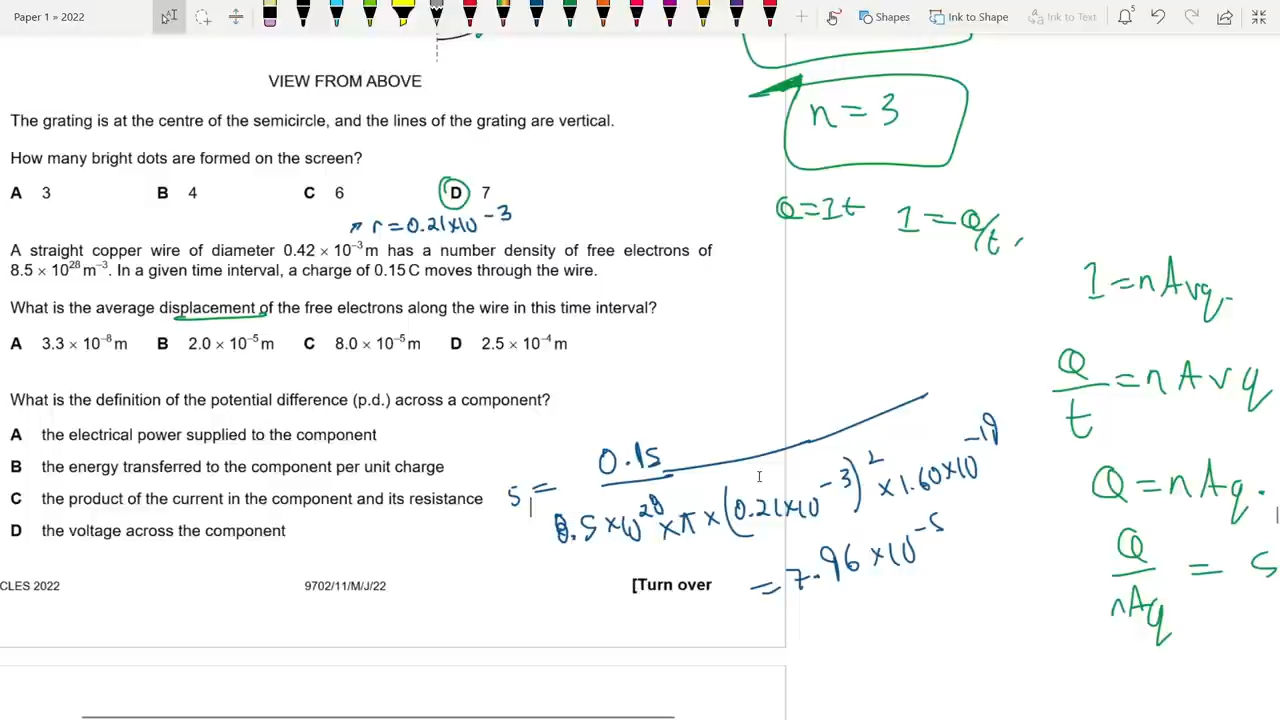 Paper 1 » 2022
Shapes
Ink to Shape
Ink to Text
5
VIEW FROM ABOVE
The grating is at the centre of the semicircle, and the lines of the grating are vertical.
How many bright dots are formed on the screen?
A 3 B 4 C 6 D 7
r = 0.21×10⁻³
A straight copper wire of diameter 0.42 × 10⁻³ m has a number density of free electrons of
8.5 × 10²⁸ m⁻³. In a given time interval, a charge of 0.15 C moves through the wire.
What is the average displacement of the free electrons along the wire in this time interval?
A 3.3 × 10⁻⁸ m B 2.0 × 10⁻⁵ m C 8.0 × 10⁻⁵ m D 2.5 × 10⁻⁴ m
What is the definition of the potential difference (p.d.) across a component?
A the electrical power supplied to the component
B the energy transferred to the component per unit charge
C the product of the current in the component and its resistance
D the voltage across the component
CLES 2022 9702/11/M/J/22 [Turn over
n = 3
Q = It I = Q/t
I = nAvq
Q/t = nAvq
Q = nAq.
Q/nAq = s
s = 0.15
8.5×10²⁸ × π × (0.21×10⁻³)² × 1.60×10⁻¹⁹
= 7.96 × 10⁻⁵